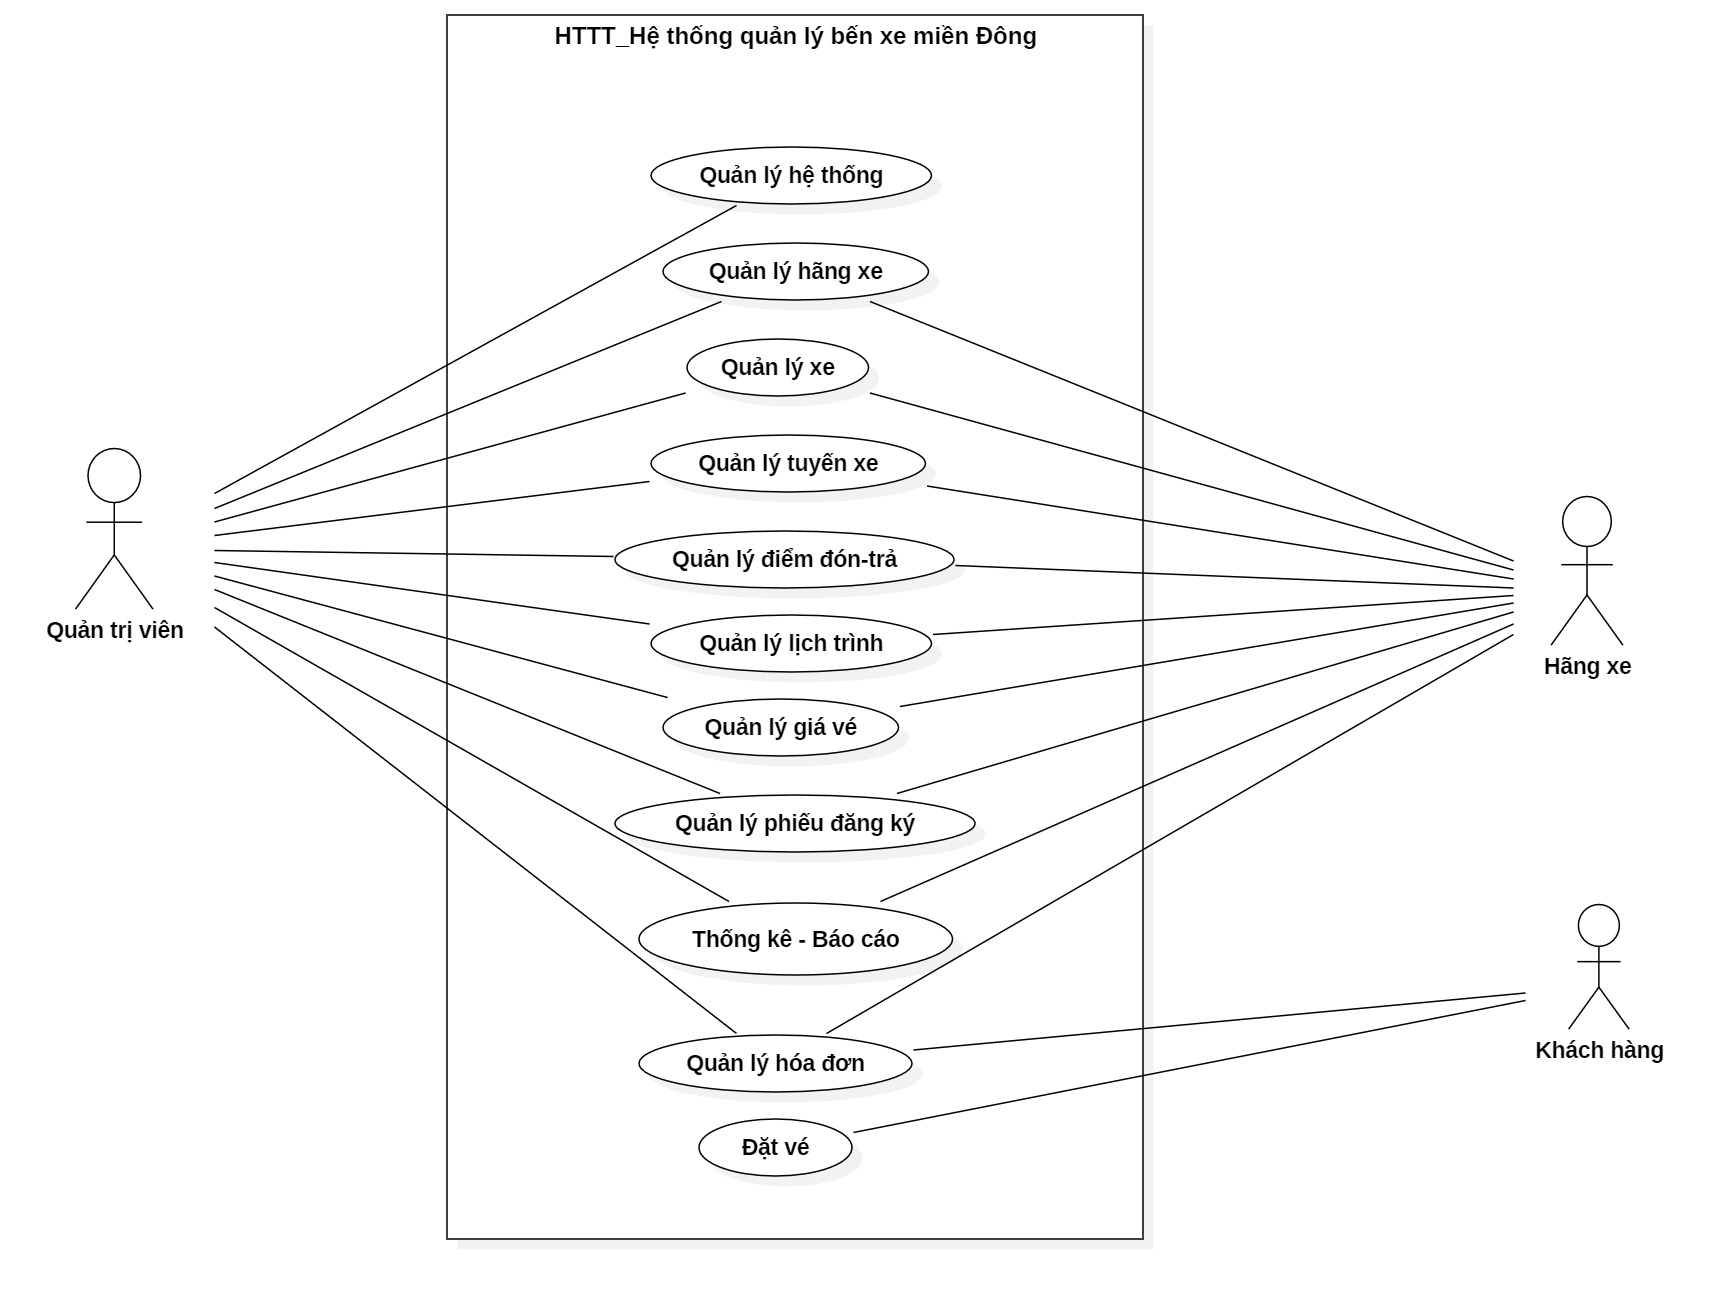 HTTT_Hệ thống quản lý bến xe miền Đông
Quản lý hệ thống
Quản lý hãng xe
Quản lý xe
Quản lý tuyến xe
Quản lý điểm đón-trả
Quản trị viên
Quản lý lịch trình
Hãng xe
Quản lý giá vé
Quản lý phiếu đăng ký
Thống kê - Báo cáo
Khách hàng
Quản lý hóa đơn
Đặt vé